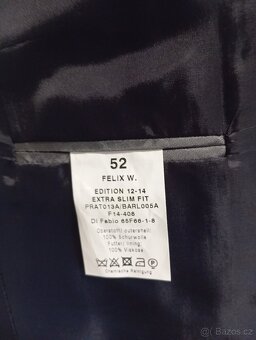 52
FELIX W.
EDITION 12-14
EXTRA SLIM FIT
PRAT013A/BARL005A
F14-408
Di Fabio 65F66-1-8
Oberstoff/ outershell:
100% Schurwolle
Futter/ lining:
100% Viskose
Chemische Reinigung
sbazos.cz